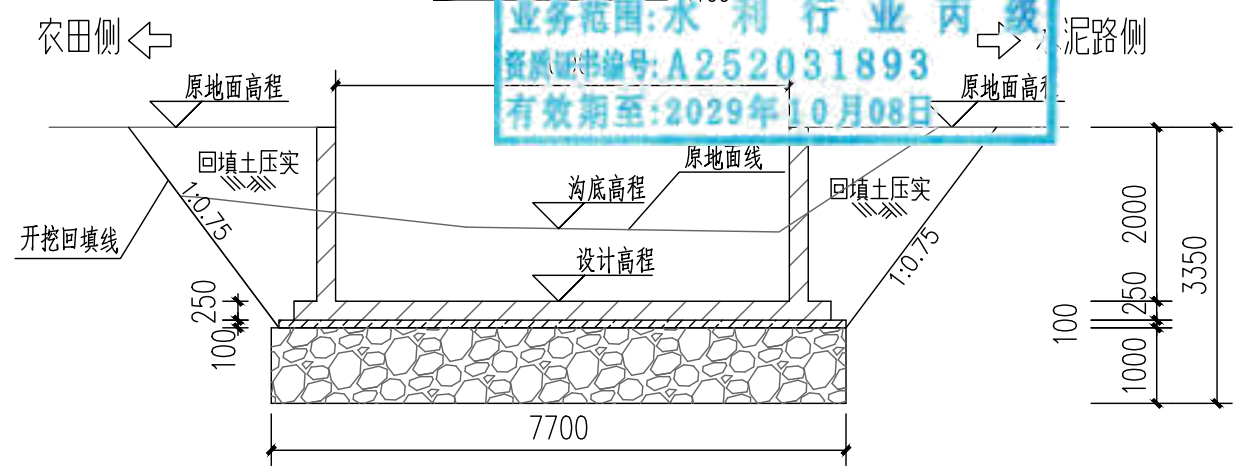 业务范围:水利行业丙级
农田侧
泥路侧
资质证书编号:A252031893
原地面高程
原地面高程
有效期至:2029年10月08日
回填土压实
原地面线
沟底高程
回填土压实
1:0.75
开挖回填线
设计高程
1:0.75
2000
3350
250
250
100
100
1000
7700